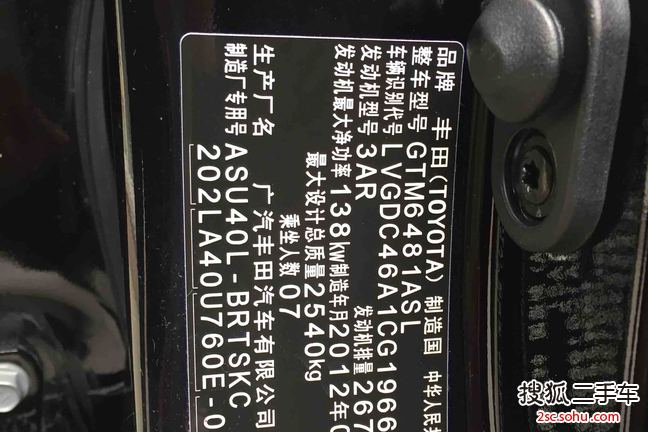 品牌 丰田(TOYOTA) 制造国 中华人民共
整车型号 GTM6481ASL
车辆识别代号 LVGDC46A1CG1966
发动机型号 3AR 发动机排量 267
发动机最大净功率 138kw 制造年月 2012年0
最大设计总质量 2540kg
乘坐人数 07
生产厂名 广汽丰田汽车有限公司
制造厂专用号 ASU40L-BRTSKC
202LA40U760E-0
搜狐二手车
2sc.sohu.com